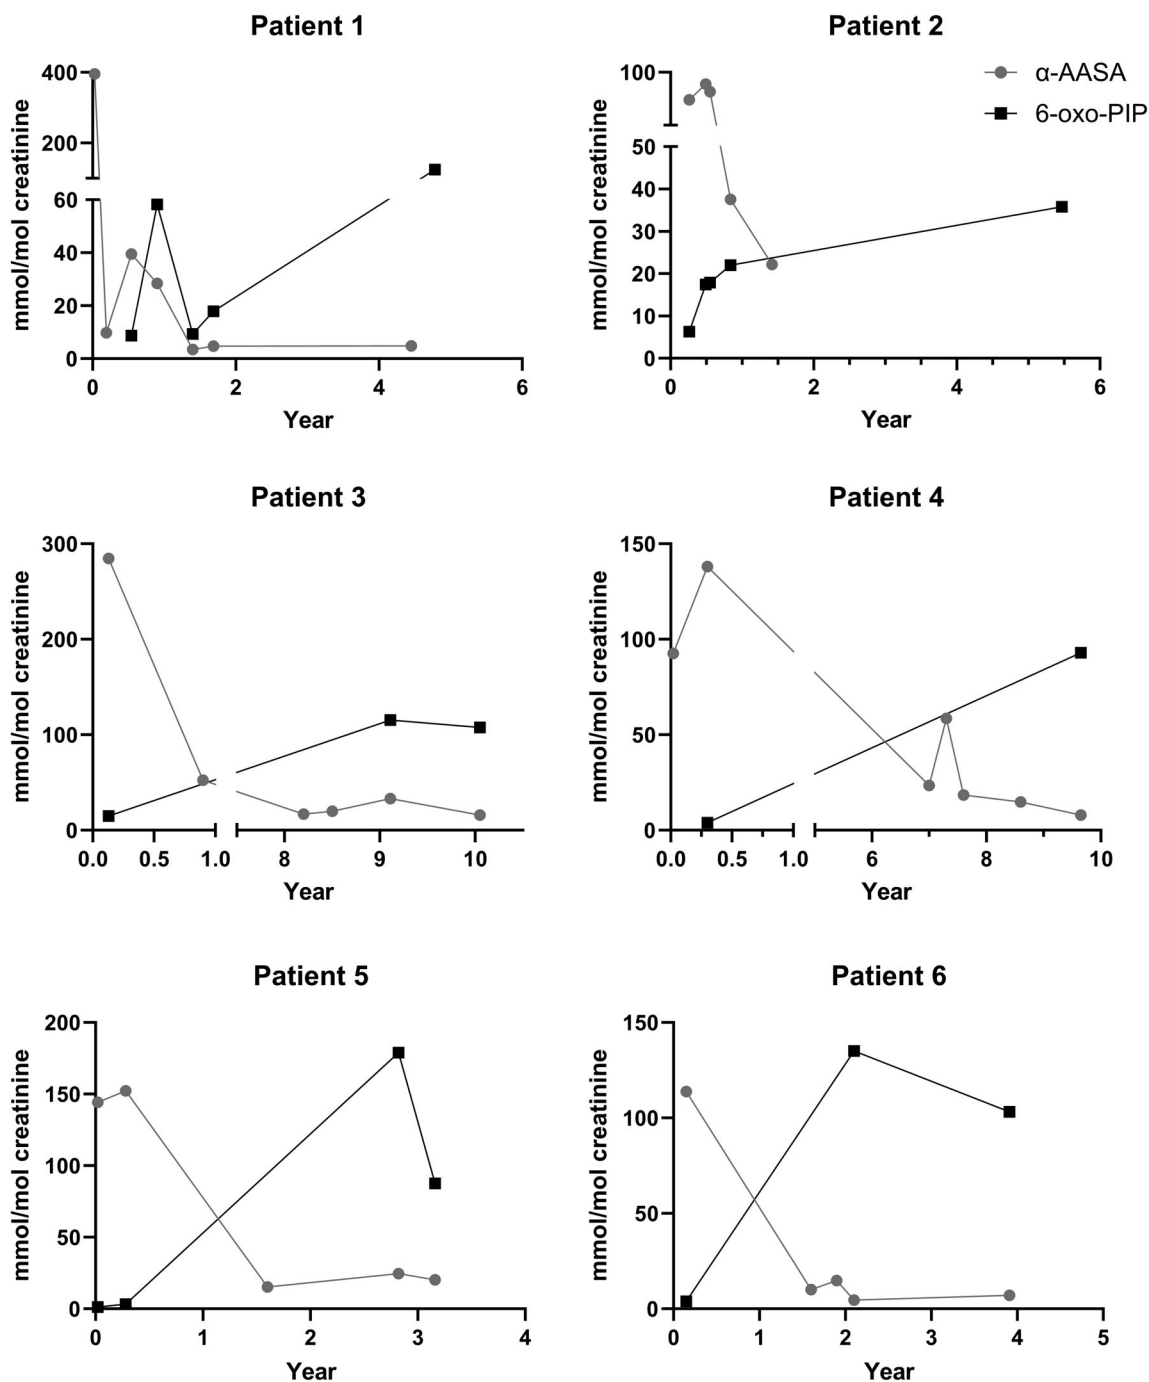 Patient 1
400
200
60
40
20
0
mmol/mol creatinine
0 2 4 6
Year
Patient 2
α-AASA
6-oxo-PIP
100
50
40
30
20
10
0
mmol/mol creatinine
0 2 4 6
Year
Patient 3
300
200
100
0
mmol/mol creatinine
0.0 0.5 1.0 8 9 10
Year
Patient 4
150
100
50
0
mmol/mol creatinine
0.0 0.5 1.0 6 8 10
Year
Patient 5
200
150
100
50
0
mmol/mol creatinine
0 1 2 3 4
Year
Patient 6
150
100
50
0
mmol/mol creatinine
0 1 2 3 4 5
Year